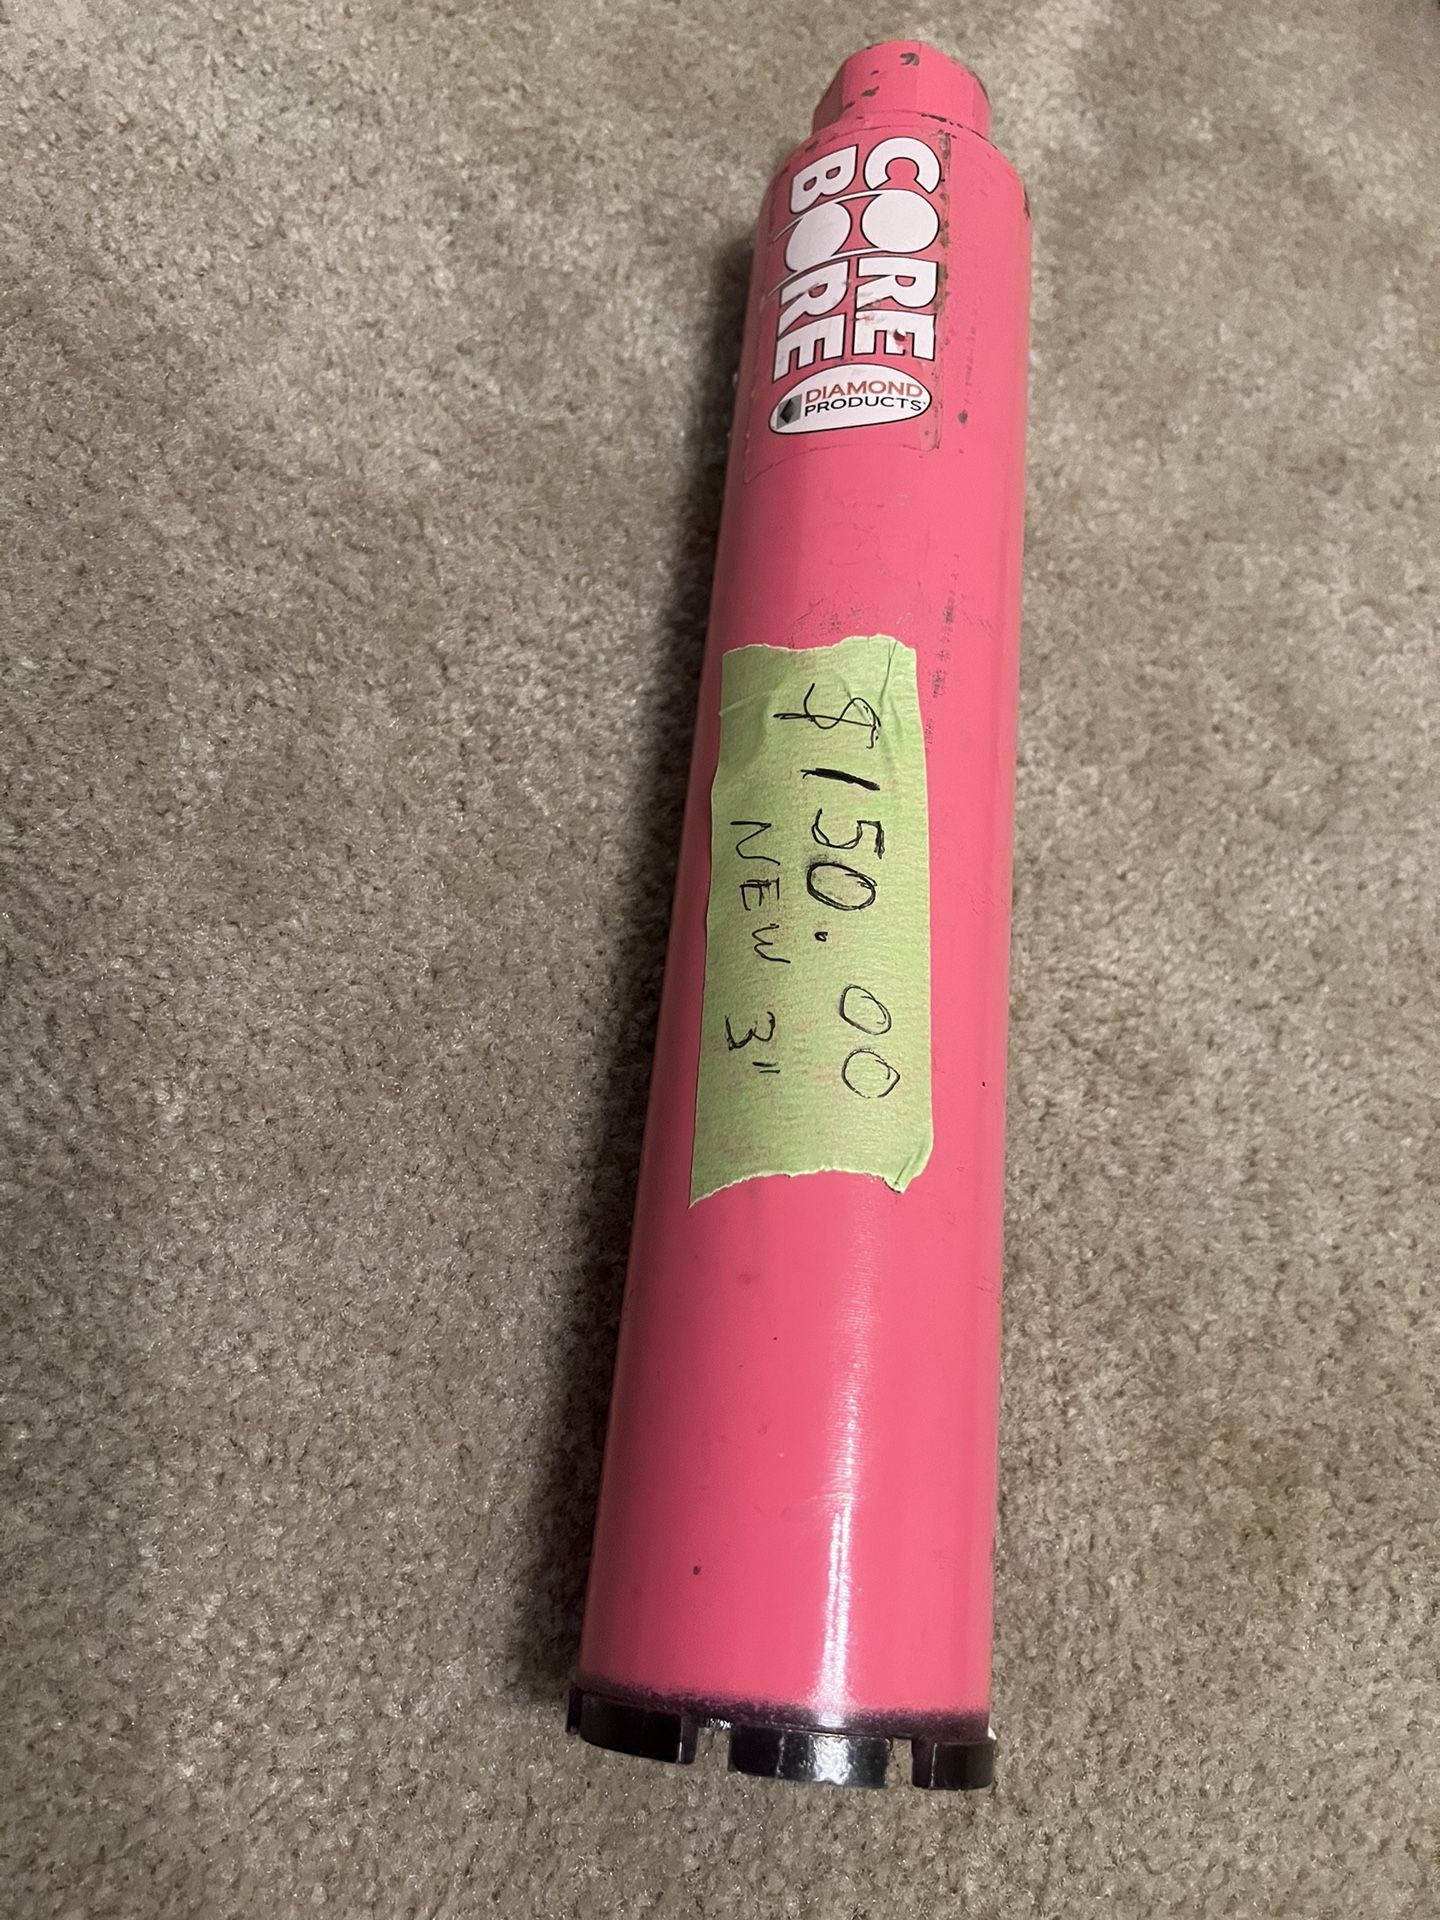 CORE
BORE
DIAMOND
PRODUCTS
$150.00
NEW 3"